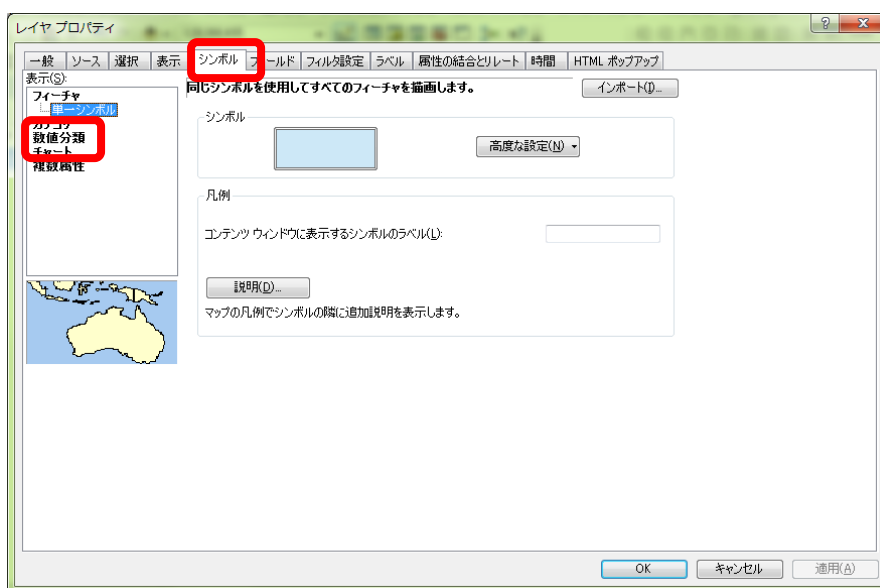 レイヤ プロパティ
一般 ソース 選択 表示 シンボル フィールド フィルタ設定 ラベル 属性の結合とリレート 時間 HTML ポップアップ
表示(S):
フィーチャ
単一シンボル
カテゴリ
数値分類
チャート
複数属性
同じシンボルを使用してすべてのフィーチャを描画します。
インポート(I)...
シンボル
高度な設定(N)
凡例
コンテンツ ウィンドウに表示するシンボルのラベル(L):
説明(D)...
マップの凡例でシンボルの隣に追加説明を表示します。
OK キャンセル 適用(A)